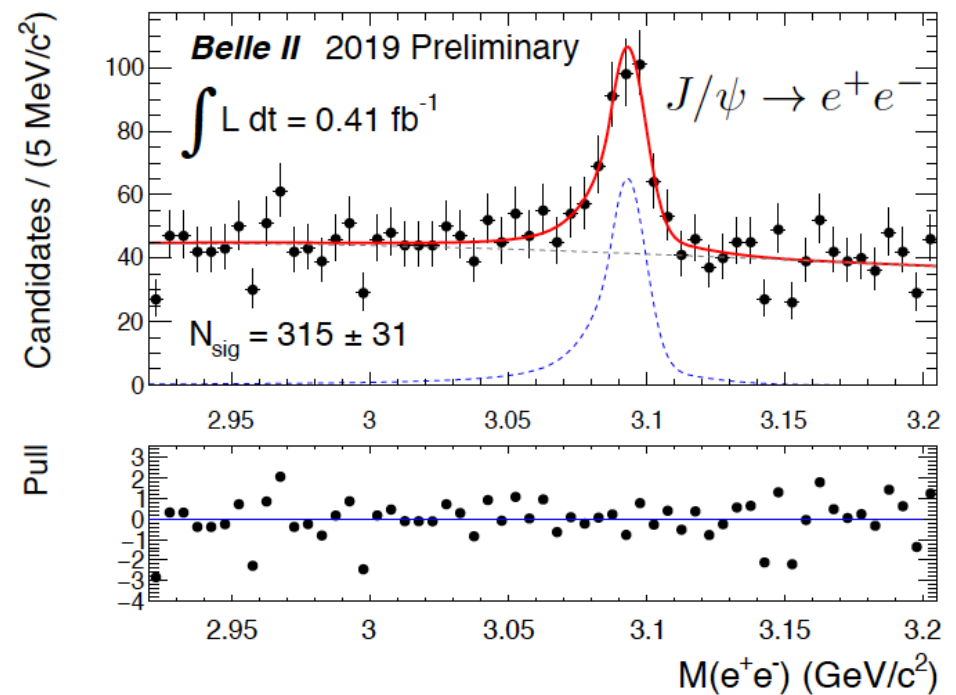 Belle II 2019 Preliminary
∫ L dt = 0.41 fb⁻¹
J/ψ → e⁺e⁻
N_sig = 315 ± 31
Candidates / (5 MeV/c²)
100
80
60
40
20
0
2.95 3 3.05 3.1 3.15 3.2
Pull
3
2
1
0
−1
−2
−3
−4
2.95 3 3.05 3.1 3.15 3.2
M(e⁺e⁻) (GeV/c²)